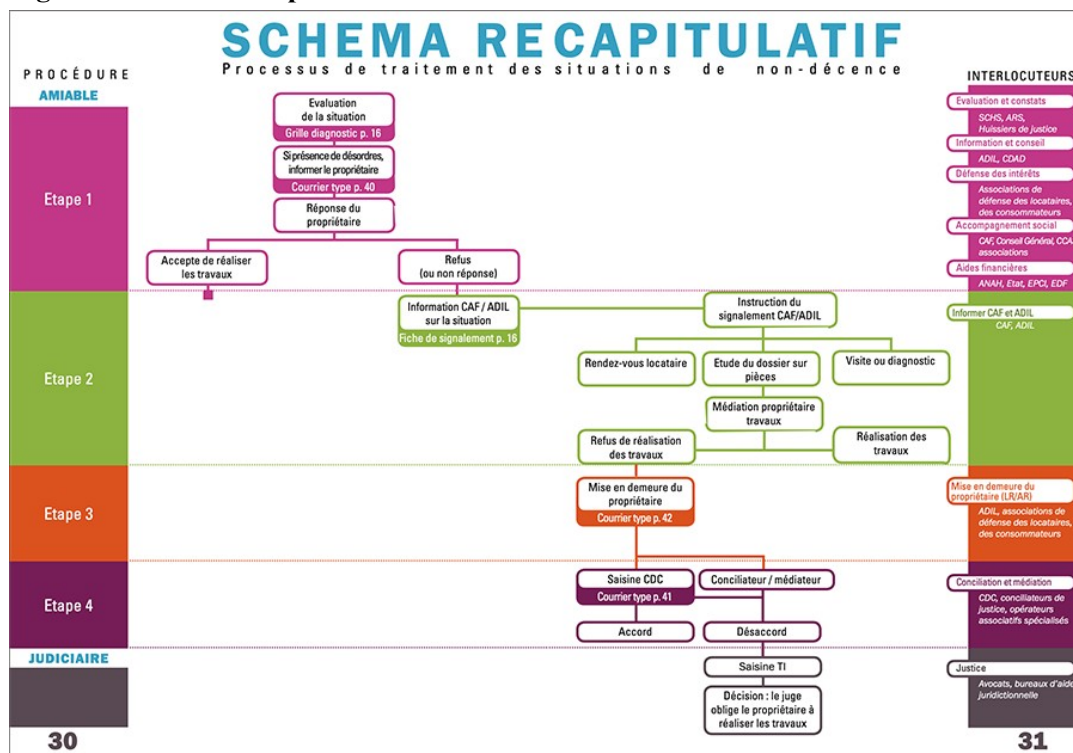 SCHEMA RECAPITULATIF
Processus de traitement des situations de non-décence
PROCÉDURE
AMIABLE
Etape 1
Evaluation
de la situation
Grille diagnostic p. 16
Si présence de désordres,
informer le propriétaire
Courrier type p. 40
Réponse du
propriétaire
Accepte de réaliser
les travaux
Refus
(ou non réponse)
Etape 2
Information CAF / ADIL
sur la situation
Fiche de signalement p. 16
Instruction du
signalement CAF/ADIL
Rendez-vous locataire
Etude du dossier sur
pièces
Visite ou diagnostic
Médiation propriétaire
travaux
Refus de réalisation
des travaux
Réalisation des
travaux
Etape 3
Mise en demeure du
propriétaire
Courrier type p. 42
Etape 4
Saisine CDC
Courrier type p. 41
Conciliateur / médiateur
Accord
Désaccord
JUDICIAIRE
Saisine TI
Décision : le juge
oblige le propriétaire à
réaliser les travaux
INTERLOCUTEURS
Evaluation et constats
SCHS, ARS,
Huissiers de justice
Information et conseil
ADIL, CDAD
Défense des intérêts
Associations de
défense des locataires,
des consommateurs
Accompagnement social
CAF, Conseil Général, CCA
associations
Aides financières
ANAH, Etat, EPCI, EDF
Informer CAF et ADIL
CAF, ADIL
Mise en demeure du
propriétaire (LR/AR)
ADIL, associations de
défense des locataires,
des consommateurs
Conciliation et médiation
CDC, conciliateurs de
justice, opérateurs
associatifs spécialisés
Justice
Avocats, bureaux d'aide
juridictionnelle
30
31